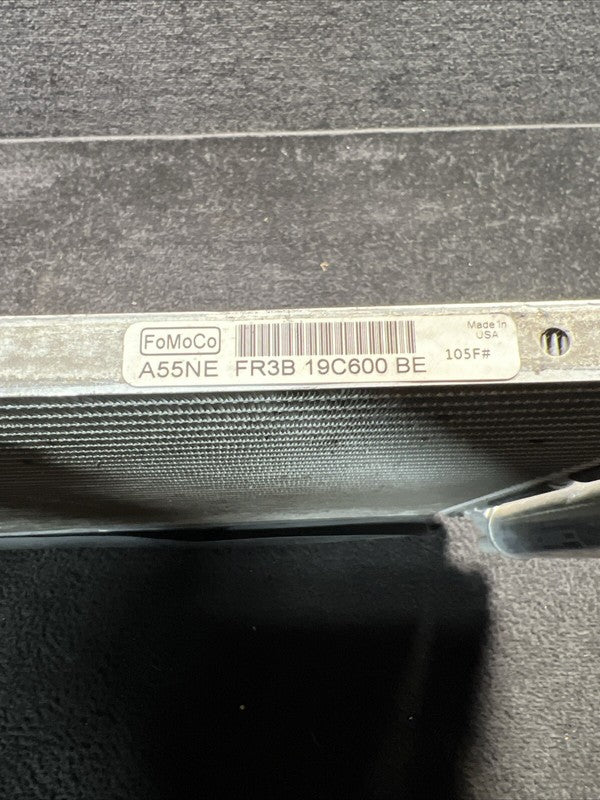 FoMoCo
Made In
USA
A55NE FR3B 19C600 BE 105F#